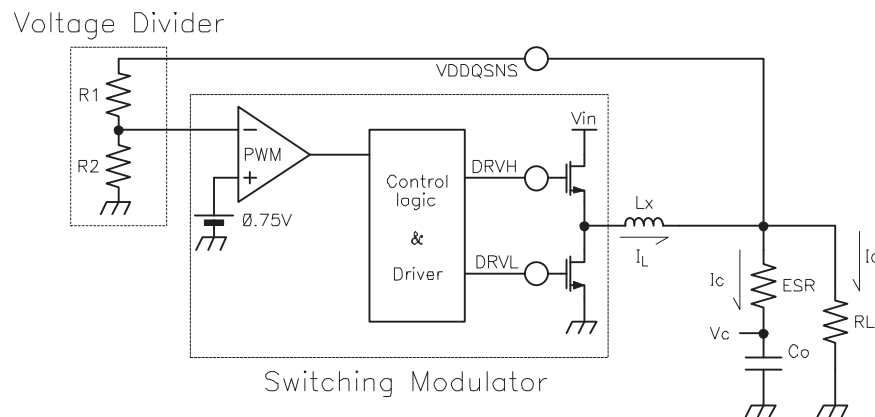 Voltage Divider
VDDQSNS
R1
R2
PWM
−
+
0.75V
Control
logic
&
Driver
DRVH
DRVL
Vin
Lx
IL
Ic
ESR
Vc
Co
RL
Switching Modulator